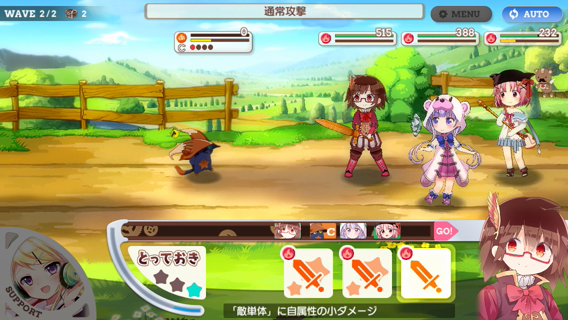 WAVE 2/2 2
通常攻撃
MENU
AUTO
0
C
515
388
232
C
GO!
とっておき
SUPPORT
「敵単体」に自属性の小ダメージ